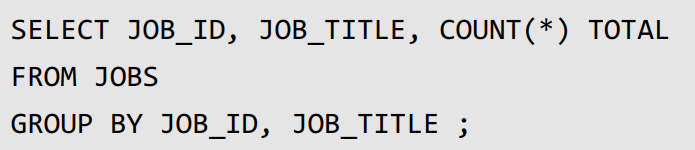 SELECT JOB_ID, JOB_TITLE, COUNT(*) TOTAL
FROM JOBS
GROUP BY JOB_ID, JOB_TITLE ;